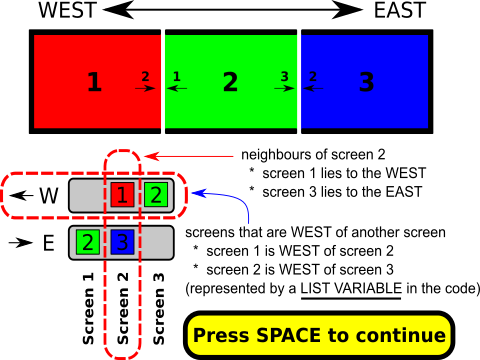 WEST EAST
1 2 1 2 3 2 3
neighbours of screen 2
* screen 1 lies to the WEST
* screen 3 lies to the EAST
W 1 2
screens that are WEST of another screen
E 2 3
* screen 1 is WEST of screen 2
* screen 2 is WEST of screen 3
(represented by a LIST VARIABLE in the code)
Screen 1
Screen 2
Screen 3
Press SPACE to continue